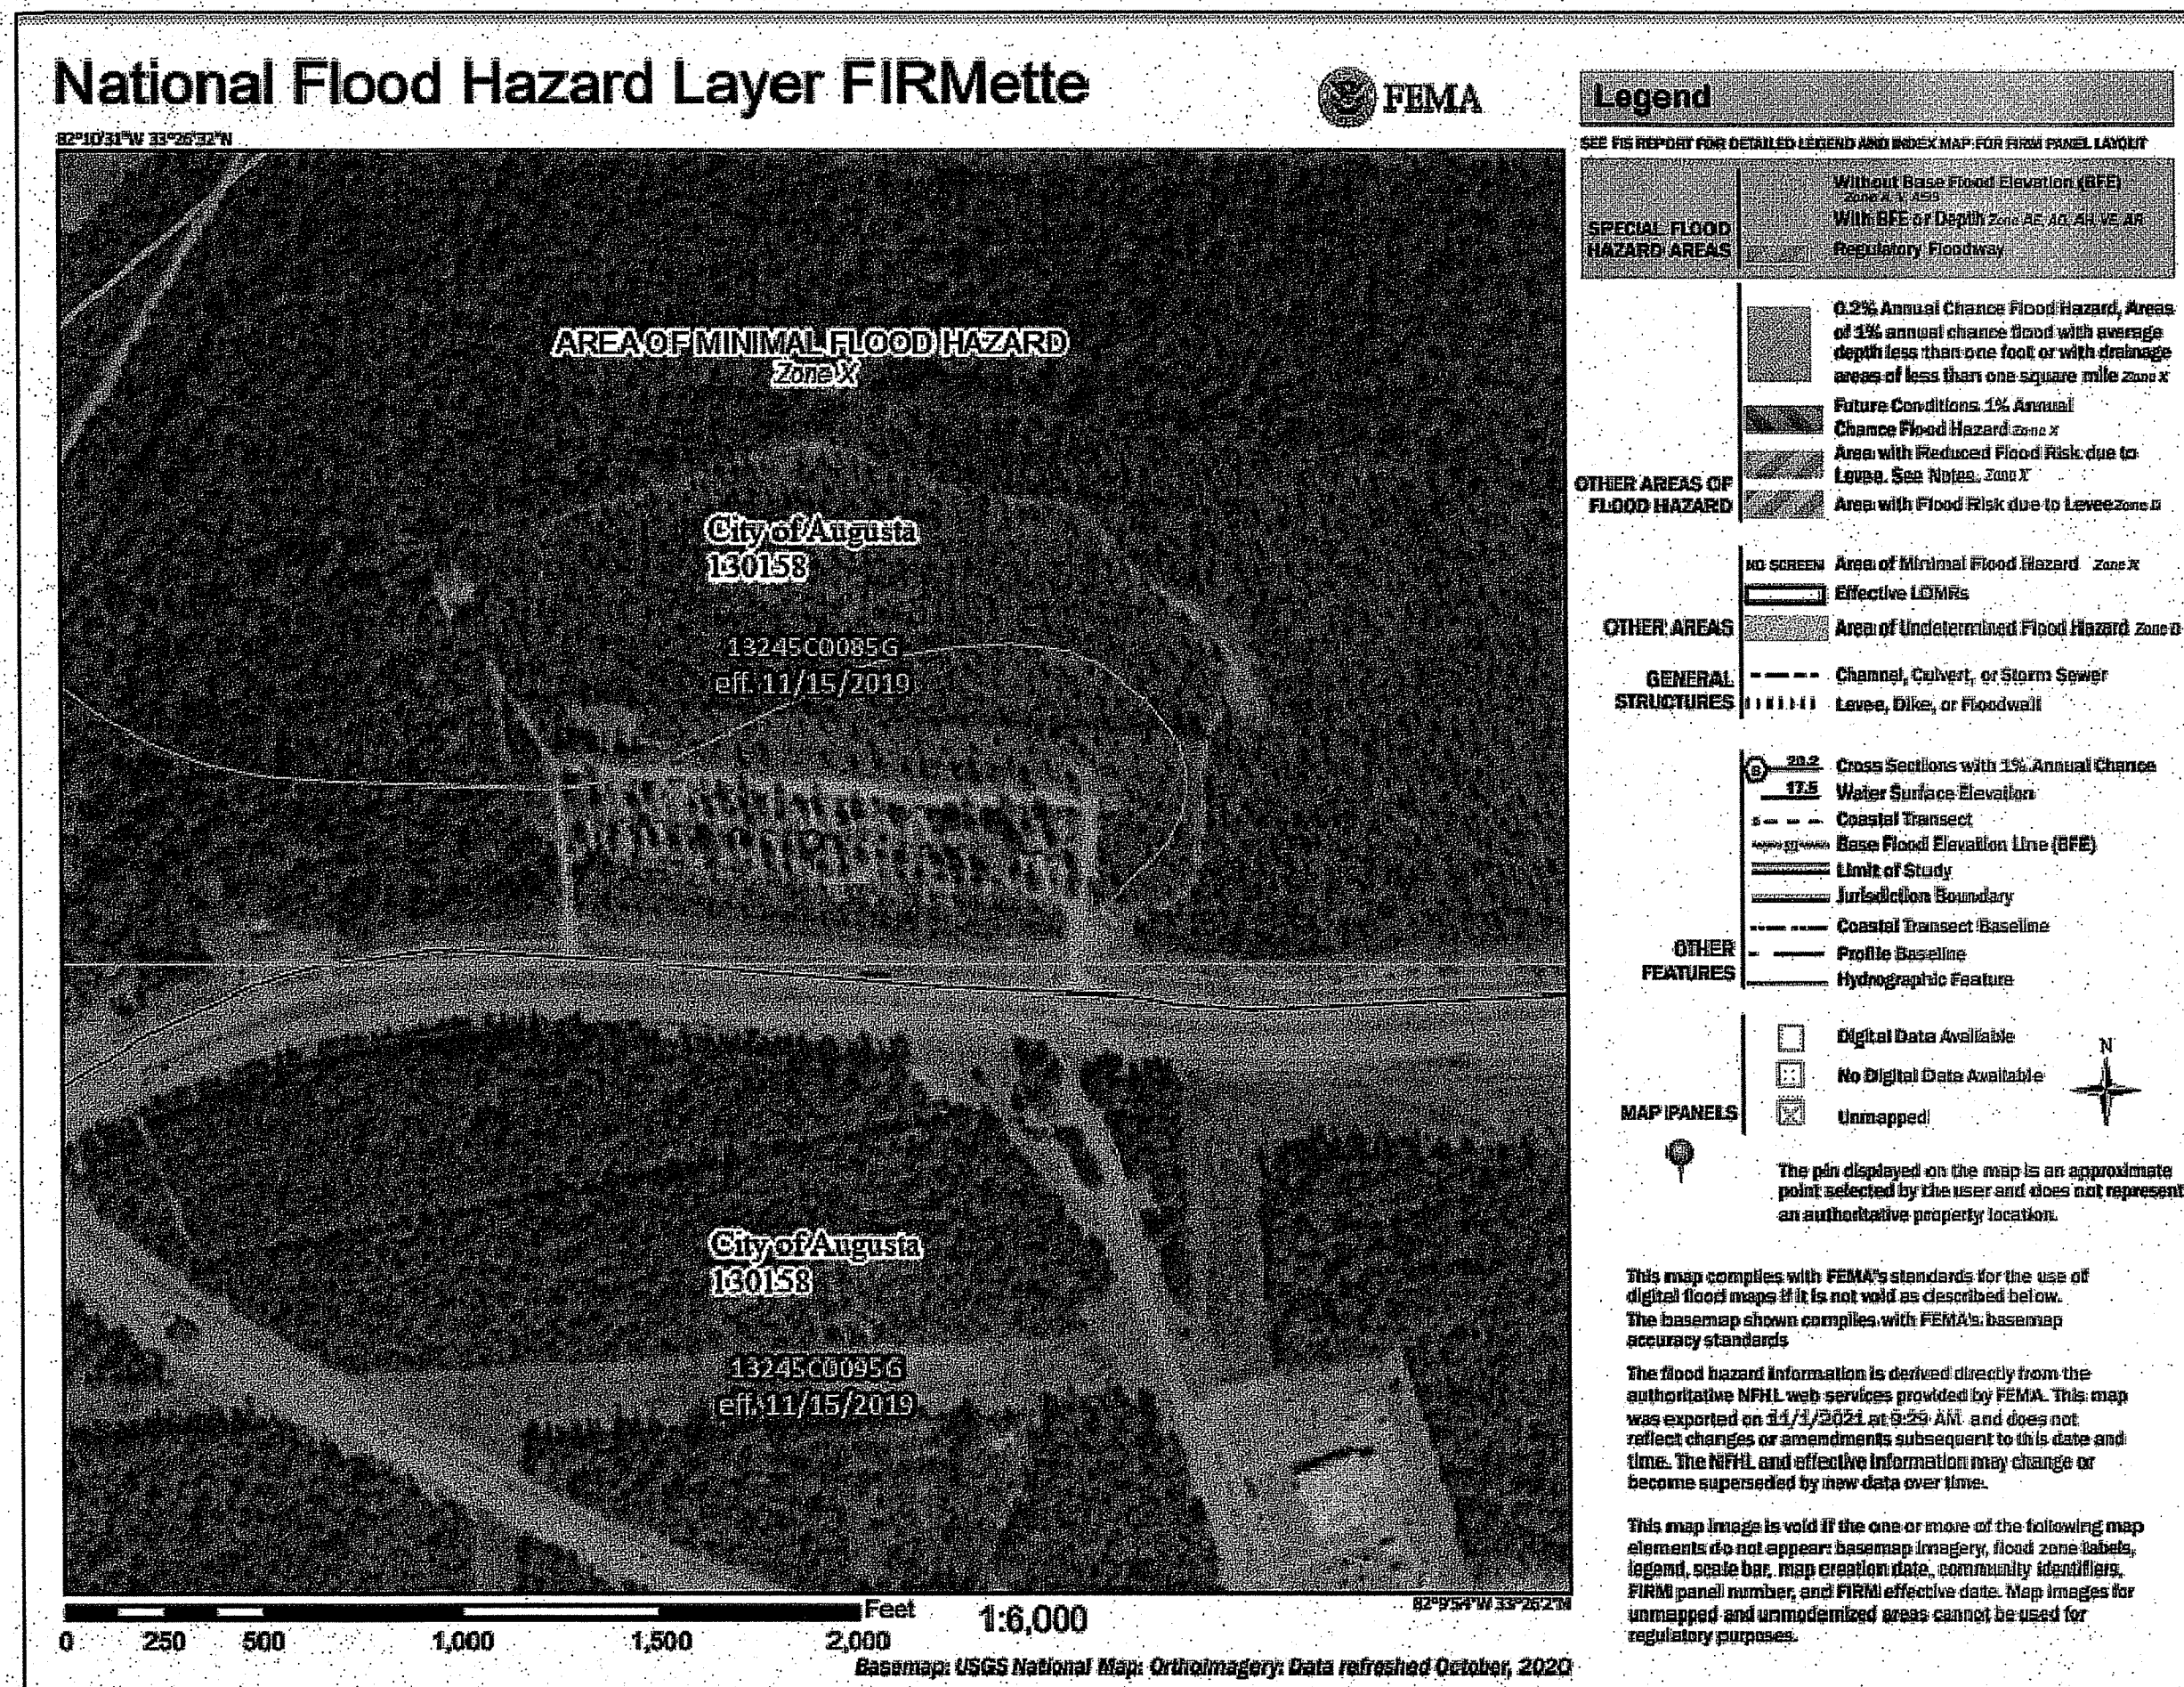 National Flood Hazard Layer FIRMette
FEMA
Legend
82°10'31"W 33°26'32"N
SEE FIS REPORT FOR DETAILED LEGEND AND INDEX MAP FOR FIRM PANEL LAYOUT
SPECIAL FLOOD
HAZARD AREAS
Without Base Flood Elevation (BFE)
Zone A, V, A99
With BFE or Depth Zone AE, AO, AH, VE, AR
Regulatory Floodway
0.2% Annual Chance Flood Hazard, Areas
of 1% annual chance flood with average
depth less than one foot or with drainage
areas of less than one square mile Zone X
Future Conditions 1% Annual
Chance Flood Hazard Zone X
Area with Reduced Flood Risk due to
Levee. See Notes. Zone X
Area with Flood Risk due to Levee Zone D
OTHER AREAS OF
FLOOD HAZARD
NO SCREEN Area of Minimal Flood Hazard Zone X
Effective LOMRs
Area of Undetermined Flood Hazard Zone D
OTHER AREAS
GENERAL
STRUCTURES
Channel, Culvert, or Storm Sewer
Levee, Dike, or Floodwall
B 20.2 Cross Sections with 1% Annual Chance
17.5 Water Surface Elevation
Coastal Transect
Base Flood Elevation Line (BFE)
Limit of Study
Jurisdiction Boundary
Coastal Transect Baseline
Profile Baseline
Hydrographic Feature
OTHER
FEATURES
Digital Data Available
No Digital Data Available
Unmapped
MAP PANELS
N
The pin displayed on the map is an approximate
point selected by the user and does not represent
an authoritative property location.
This map complies with FEMA's standards for the use of
digital flood maps if it is not void as described below.
The basemap shown complies with FEMA's basemap
accuracy standards
The flood hazard information is derived directly from the
authoritative NFHL web services provided by FEMA. This map
was exported on 11/1/2021 at 9:29 AM and does not
reflect changes or amendments subsequent to this date and
time. The NFHL and effective information may change or
become superseded by new data over time.
This map image is void if the one or more of the following map
elements do not appear: basemap imagery, flood zone labels,
legend, scale bar, map creation date, community identifiers,
FIRM panel number, and FIRM effective date. Map images for
unmapped and unmodernized areas cannot be used for
regulatory purposes.
AREA OF MINIMAL FLOOD HAZARD
Zone X
City of Augusta
130158
13245C0085G
eff. 11/15/2019
City of Augusta
130158
13245C0095G
eff. 11/15/2019
82°9'54"W 33°26'2"N
Feet
1:6,000
0 250 500 1,000 1,500 2,000
Basemap: USGS National Map: Orthoimagery: Data refreshed October, 2020